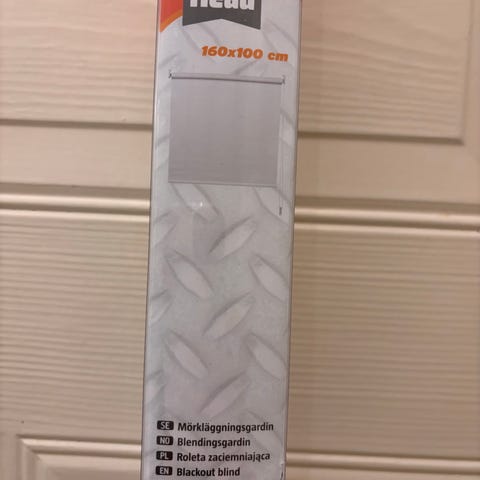 160x100 cm
SE Mörkläggningsgardin
NO Blendingsgardin
PL Roleta zaciemniająca
EN Blackout blind